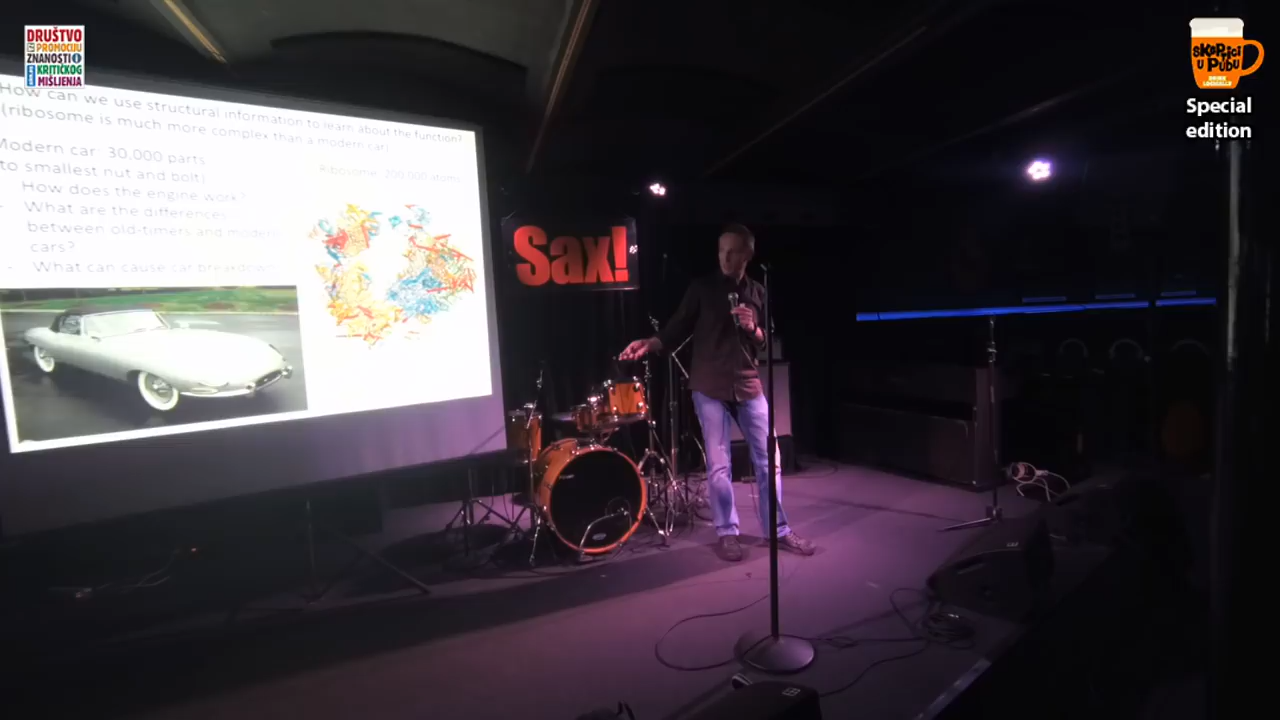 DRUŠTVO
ZA PROMOCIJU
ZNANOSTI I
KRITIČKOG
MIŠLJENJA
How can we use structural information to learn about the function?
(ribosome is much more complex than a modern car)
Modern car: 30,000 parts
to smallest nut and bolt)
How does the engine work?
- What are the differences
between old-timers and modern
cars?
- What can cause car breakdown
Ribosome: 200 000 atoms
Sax!
SKEPTICI
U PUBU
DRINK
LOGICALLY
Special
edition